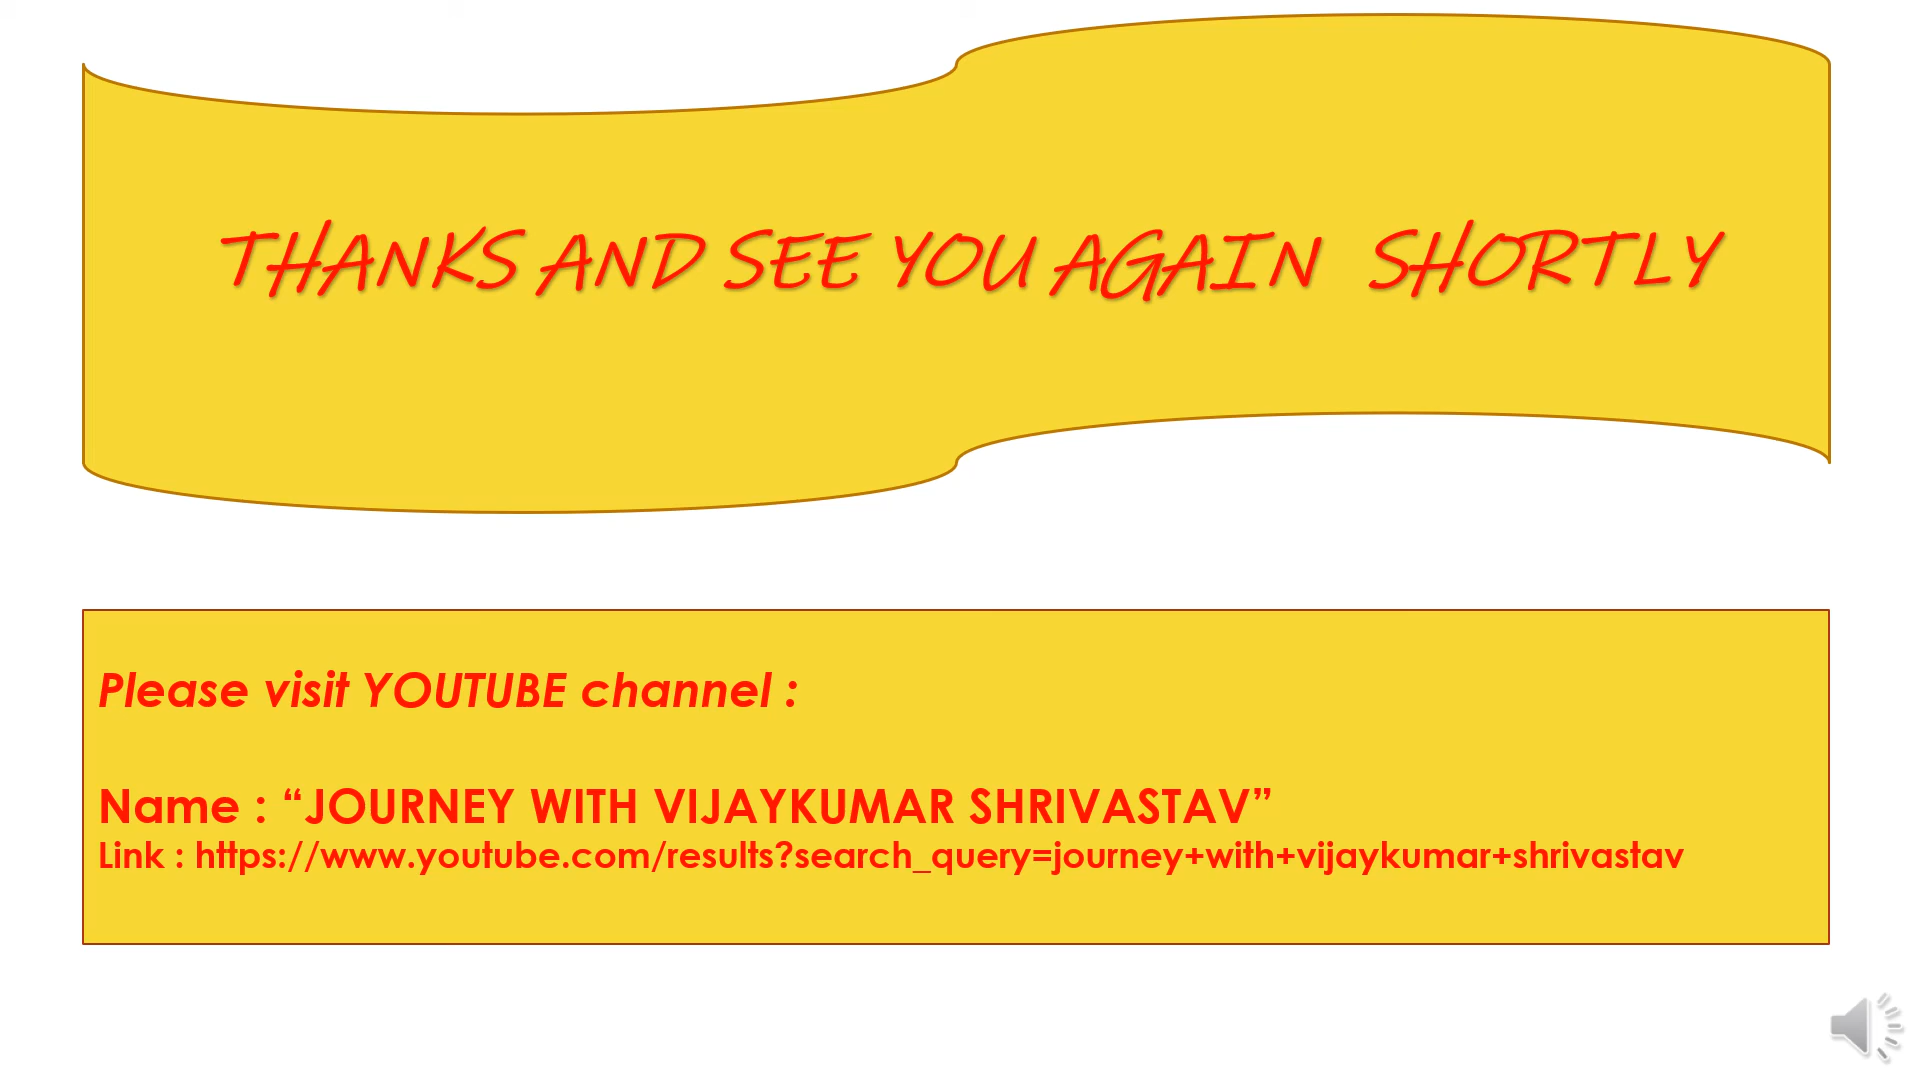 THANKS AND SEE YOU AGAIN SHORTLY
Please visit YOUTUBE channel :
Name : “JOURNEY WITH VIJAYKUMAR SHRIVASTAV”
Link : https://www.youtube.com/results?search_query=journey+with+vijaykumar+shrivastav